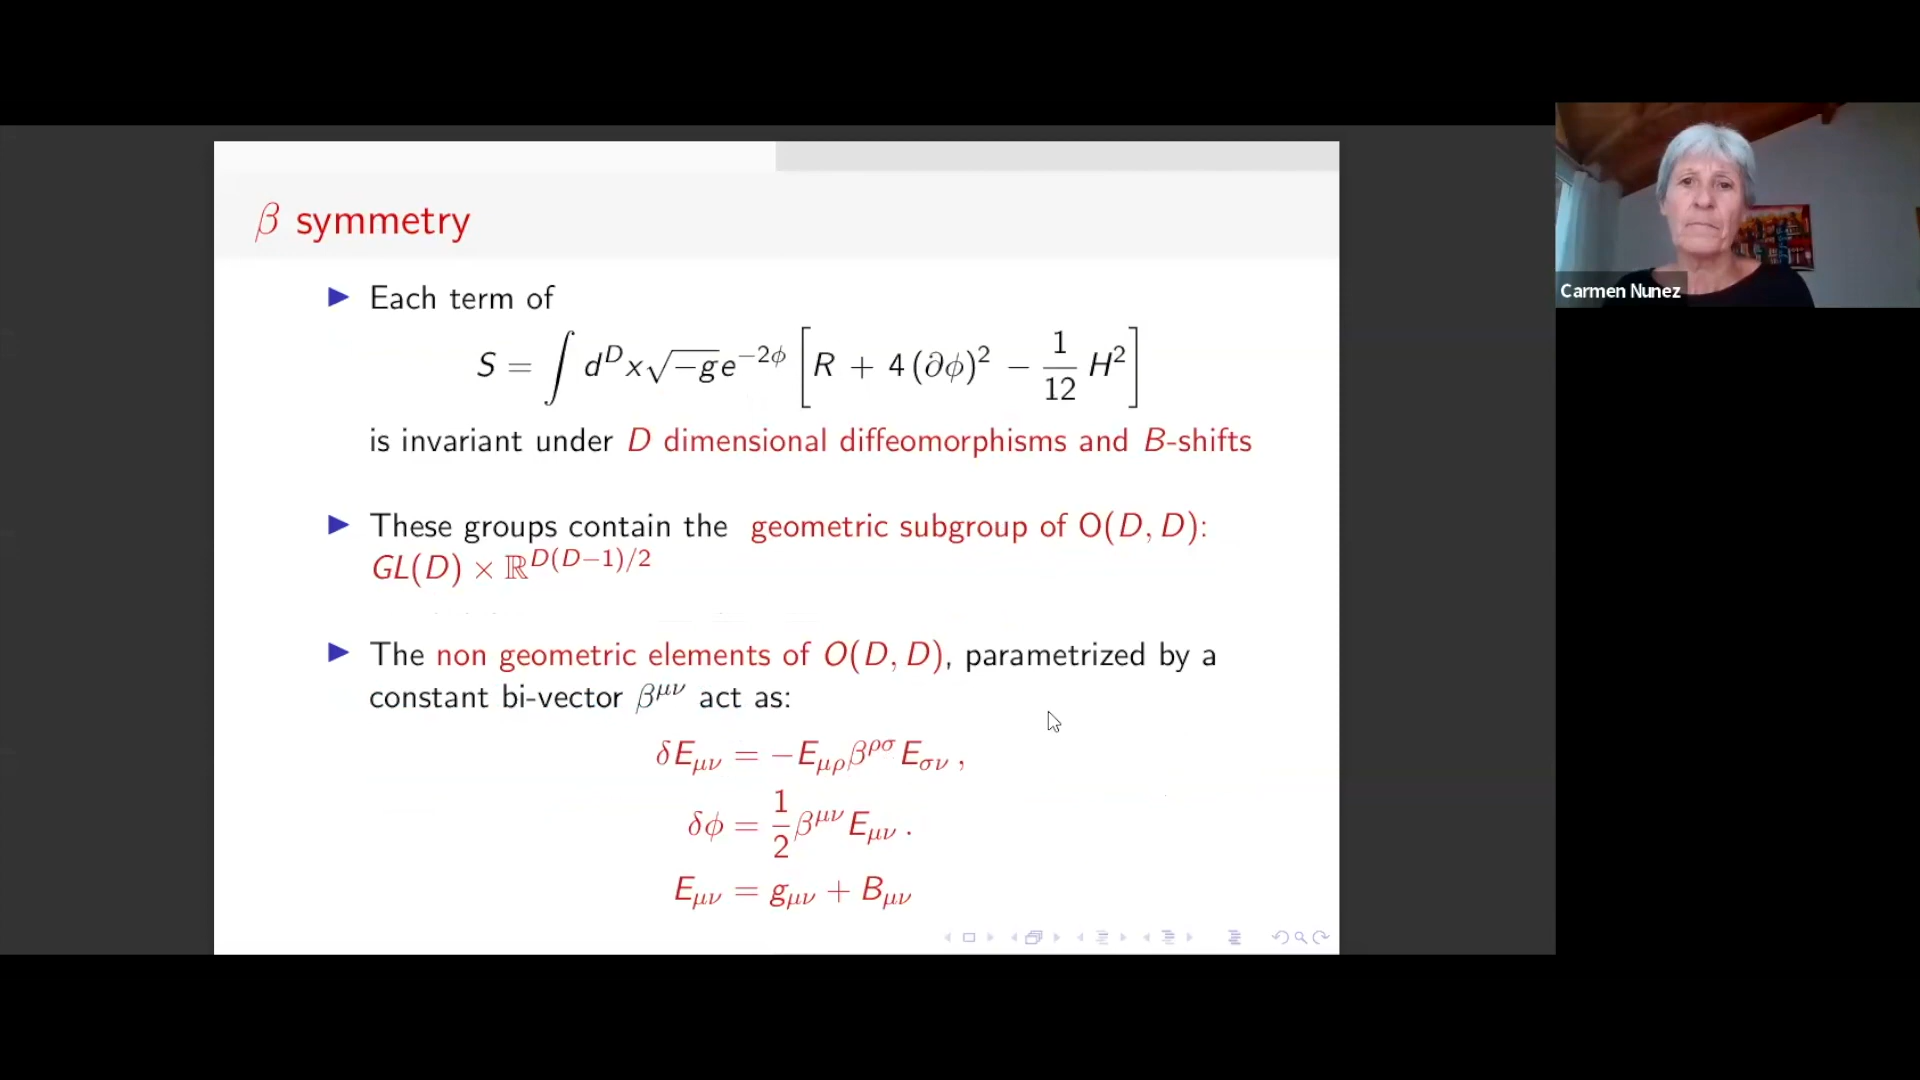 β symmetry
▶ Each term of
S = ∫ d^D x √−g e^{−2ϕ} [ R + 4 (∂ϕ)² − 1/12 H² ]
is invariant under D dimensional diffeomorphisms and B-shifts
▶ These groups contain the geometric subgroup of O(D, D):
GL(D) × ℝ^{D(D−1)/2}
▶ The non geometric elements of O(D, D), parametrized by a
constant bi-vector β^{μν} act as:
δE_{μν} = −E_{μρ}β^{ρσ}E_{σν} ,
δϕ = 1/2 β^{μν}E_{μν} .
E_{μν} = g_{μν} + B_{μν}
Carmen Nunez